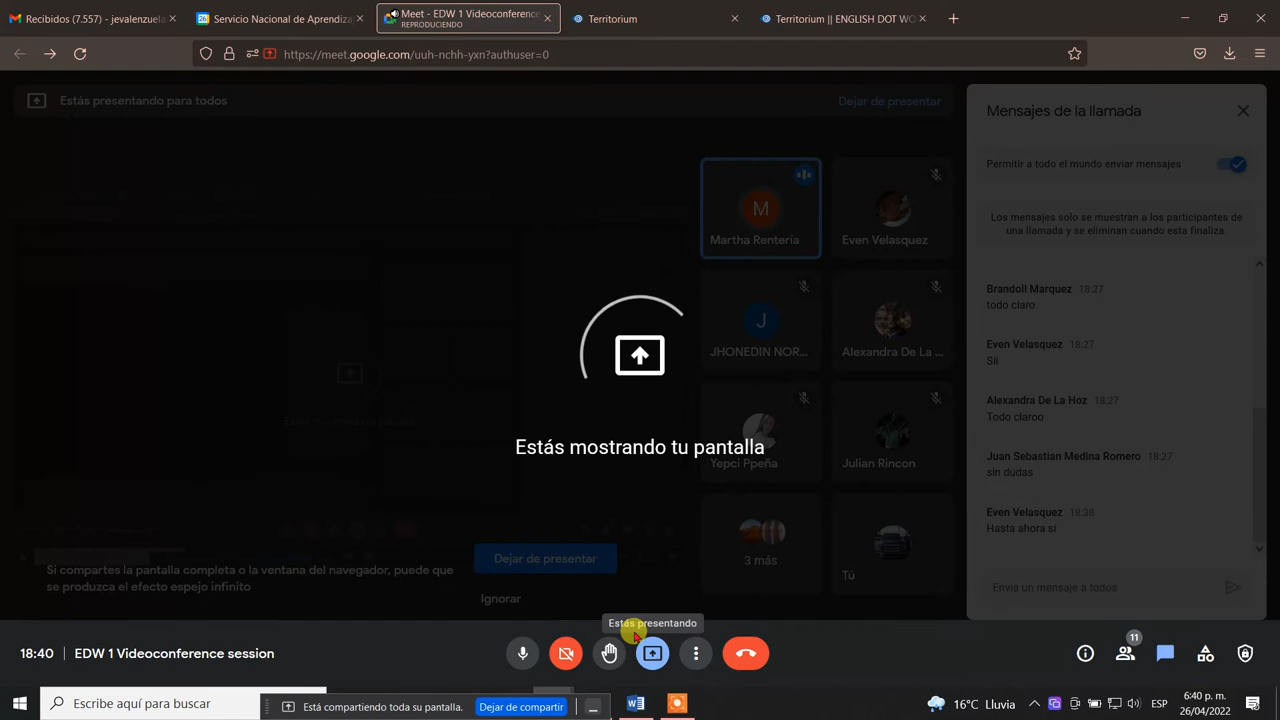 Recibidos (7.557) - jevalenzuela
Servicio Nacional de Aprendiza
Meet - EDW 1 Videoconference
REPRODUCIENDO
Territorium
Territorium || ENGLISH DOT WO
https://meet.google.com/uuh-nchh-yxn?authuser=0
Estás presentando para todos
Dejar de presentar
Mensajes de la llamada
Permitir a todo el mundo enviar mensajes
Los mensajes solo se muestran a los participantes de
una llamada y se eliminan cuando esta finaliza.
M
Martha Renteria
Even Velasquez
J
JHONEDIN NOR...
Alexandra De La ...
Yepci Ppeña
Julian Rincon
3 más
Tú
Brandoll Marquez 18:27
todo claro
Even Velasquez 18:27
Sii
Alexandra De La Hoz 18:27
Todo claroo
Juan Sebastian Medina Romero 18:27
sin dudas
Even Velasquez 18:38
Hasta ahora si
Envía un mensaje a todos
Estás mostrando tu pantalla
Si compartes la pantalla completa o la ventana del navegador, puede que
se produzca el efecto espejo infinito
Dejar de presentar
Ignorar
Estás presentando
18:40
EDW 1 Videoconference session
11
Escribe aquí para buscar
Está compartiendo toda su pantalla.
Dejar de compartir
16°C Lluvia
ESP
6:40 p. m.
26/04/2022